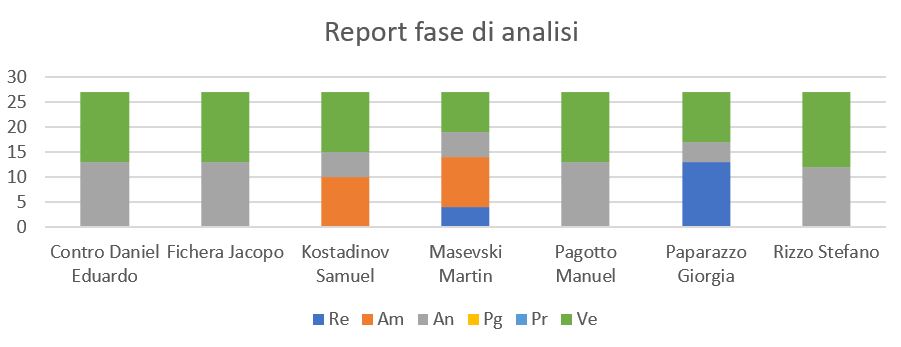 Report fase di analisi
30
25
20
15
10
5
0
Contro Daniel Eduardo
Fichera Jacopo
Kostadinov Samuel
Masevski Martin
Pagotto Manuel
Paparazzo Giorgia
Rizzo Stefano
Re Am An Pg Pr Ve